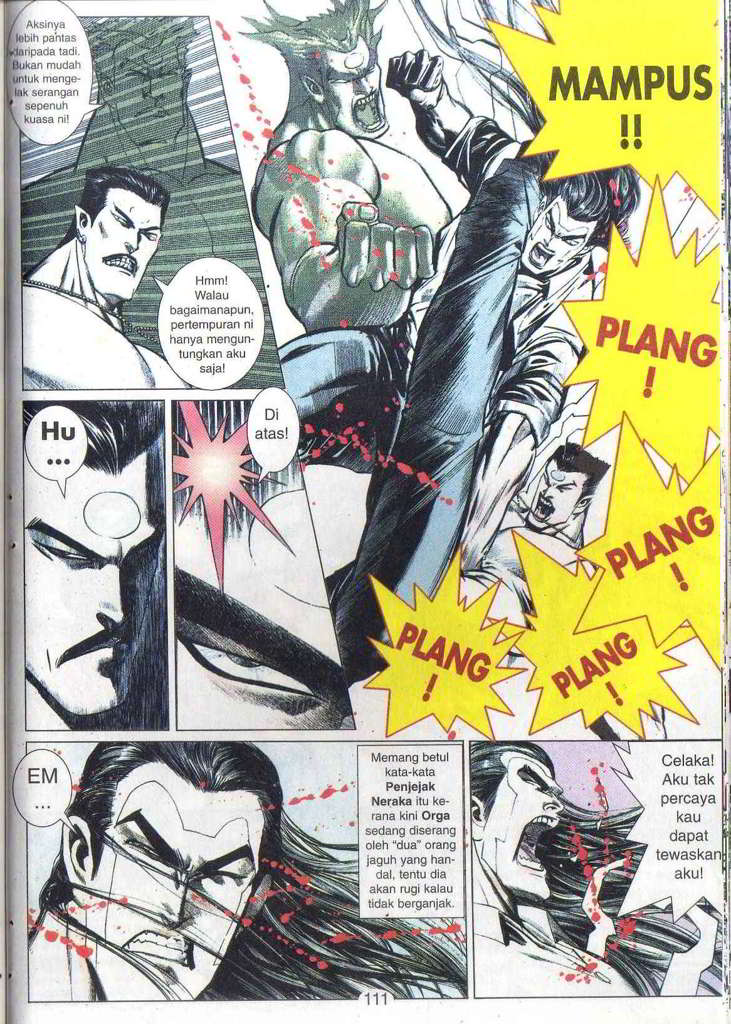 Aksinya
lebih pantas
daripada tadi.
Bukan mudah
untuk menge-
lak serangan
sepenuh
kuasa ni!
Hmm!
Walau
bagaimanapun,
pertempuran ni
hanya mengun-
tungkan aku
saja!
MAMPUS
!!
PLANG
!
PLANG
!
PLANG
!
PLANG
!
Hu
...
Di
atas!
EM
...
Memang betul
kata-kata
Penjejak
Neraka itu ke-
rana kini Orga
sedang diserang
oleh "dua" orang
jaguh yang han-
dal, tentu dia
akan rugi kalau
tidak berganjak.
Celaka!
Aku tak
percaya
kau
dapat
tewaskan
aku!
111